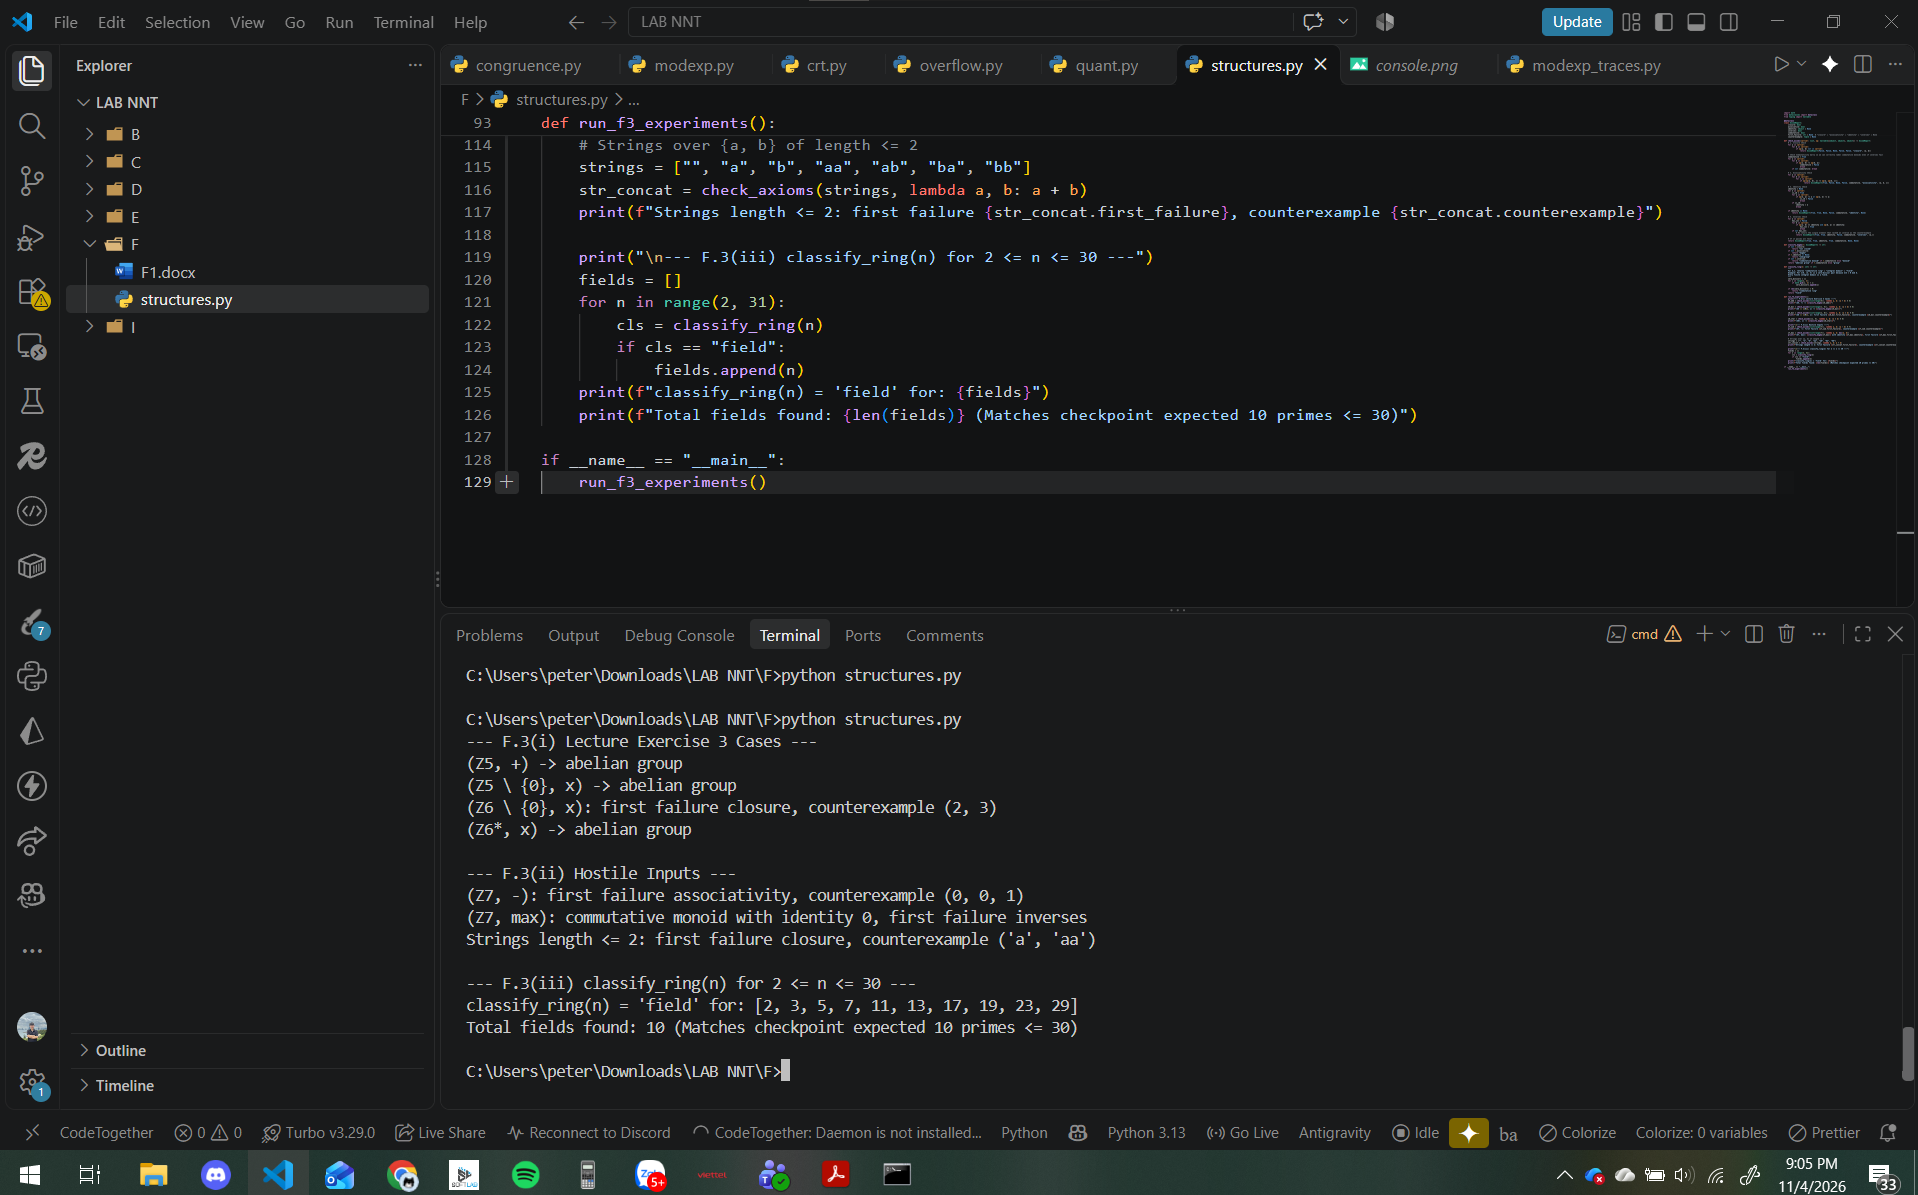 File Edit Selection View Go Run Terminal Help
LAB NNT
Update
Explorer
LAB NNT
B
C
D
E
F
F1.docx
structures.py
I
Outline
Timeline
congruence.py modexp.py crt.py overflow.py quant.py structures.py console.png modexp_traces.py
F > structures.py > ...
93 def run_f3_experiments():
114 # Strings over {a, b} of length <= 2
115 strings = ["", "a", "b", "aa", "ab", "ba", "bb"]
116 str_concat = check_axioms(strings, lambda a, b: a + b)
117 print(f"Strings length <= 2: first failure {str_concat.first_failure}, counterexample {str_concat.counterexample}")
118
119 print("\n--- F.3(iii) classify_ring(n) for 2 <= n <= 30 ---")
120 fields = []
121 for n in range(2, 31):
122 cls = classify_ring(n)
123 if cls == "field":
124 fields.append(n)
125 print(f"classify_ring(n) = 'field' for: {fields}")
126 print(f"Total fields found: {len(fields)} (Matches checkpoint expected 10 primes <= 30)")
127
128 if __name__ == "__main__":
129 run_f3_experiments()
Problems Output Debug Console Terminal Ports Comments
cmd
C:\Users\peter\Downloads\LAB NNT\F>python structures.py
C:\Users\peter\Downloads\LAB NNT\F>python structures.py
--- F.3(i) Lecture Exercise 3 Cases ---
(Z5, +) -> abelian group
(Z5 \ {0}, x) -> abelian group
(Z6 \ {0}, x): first failure closure, counterexample (2, 3)
(Z6*, x) -> abelian group
--- F.3(ii) Hostile Inputs ---
(Z7, -): first failure associativity, counterexample (0, 0, 1)
(Z7, max): commutative monoid with identity 0, first failure inverses
Strings length <= 2: first failure closure, counterexample ('a', 'aa')
--- F.3(iii) classify_ring(n) for 2 <= n <= 30 ---
classify_ring(n) = 'field' for: [2, 3, 5, 7, 11, 13, 17, 19, 23, 29]
Total fields found: 10 (Matches checkpoint expected 10 primes <= 30)
C:\Users\peter\Downloads\LAB NNT\F>
7
1
CodeTogether 0 0 Turbo v3.29.0 Live Share Reconnect to Discord CodeTogether: Daemon is not installed... Python Python 3.13 Go Live Antigravity Idle ba Colorize Colorize: 0 variables Prettier
5+
viettel
9:05 PM
11/4/2026
33